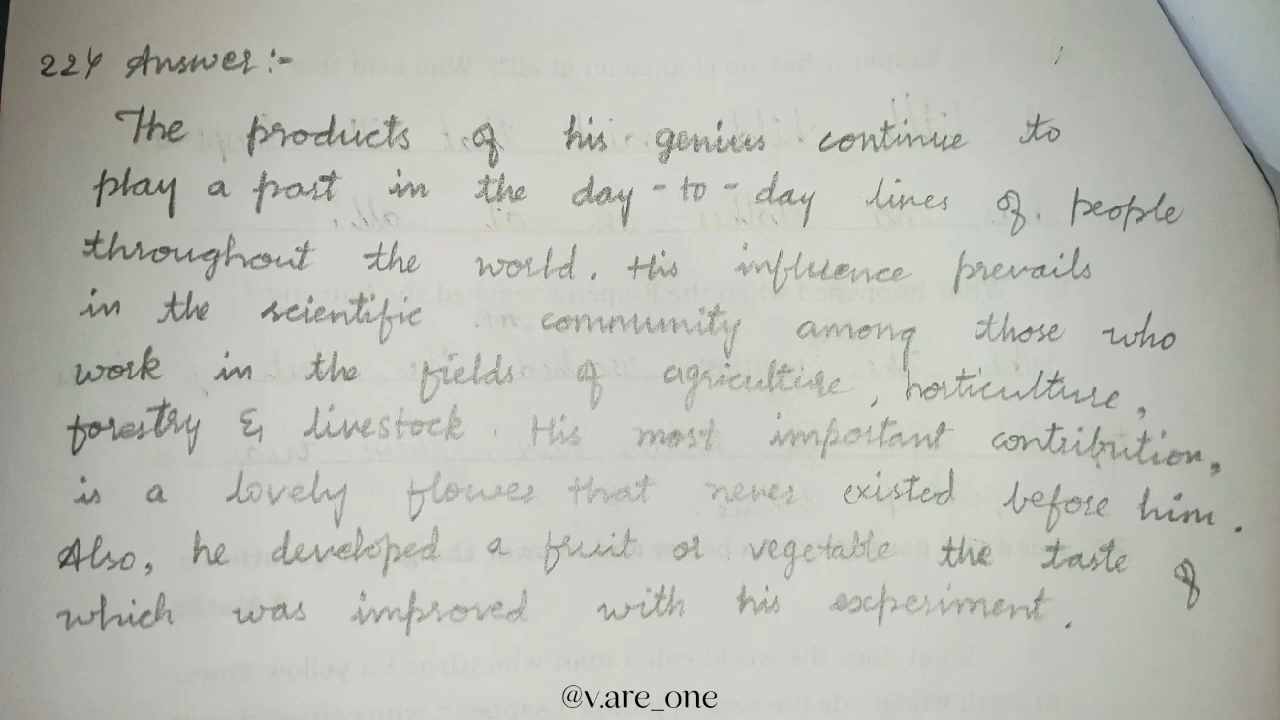 224 Answer :-
The products of his genius continue to
play a part in the day-to-day lines of people
throughout the world. His influence prevails
in the scientific community among those who
work in the fields of agriculture, horticulture,
forestry & livestock. His most important contribution,
is a lovely flower that never existed before him.
Also, he developed a fruit or vegetable the taste of
which was improved with his experiment.
@v.are_one